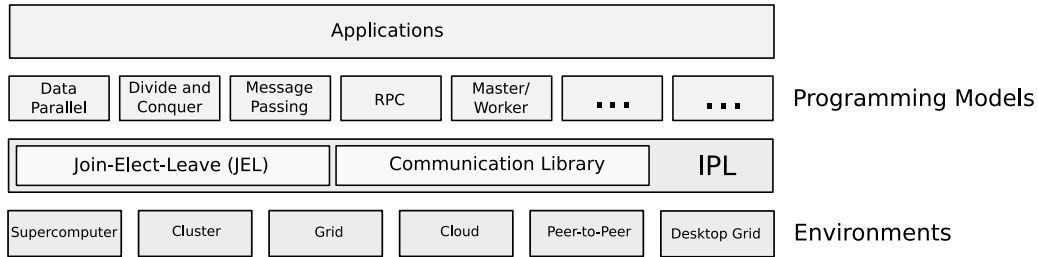 Applications
Data Parallel
Divide and Conquer
Message Passing
RPC
Master/ Worker
...
...
Programming Models
Join-Elect-Leave (JEL)
Communication Library
IPL
Supercomputer
Cluster
Grid
Cloud
Peer-to-Peer
Desktop Grid
Environments